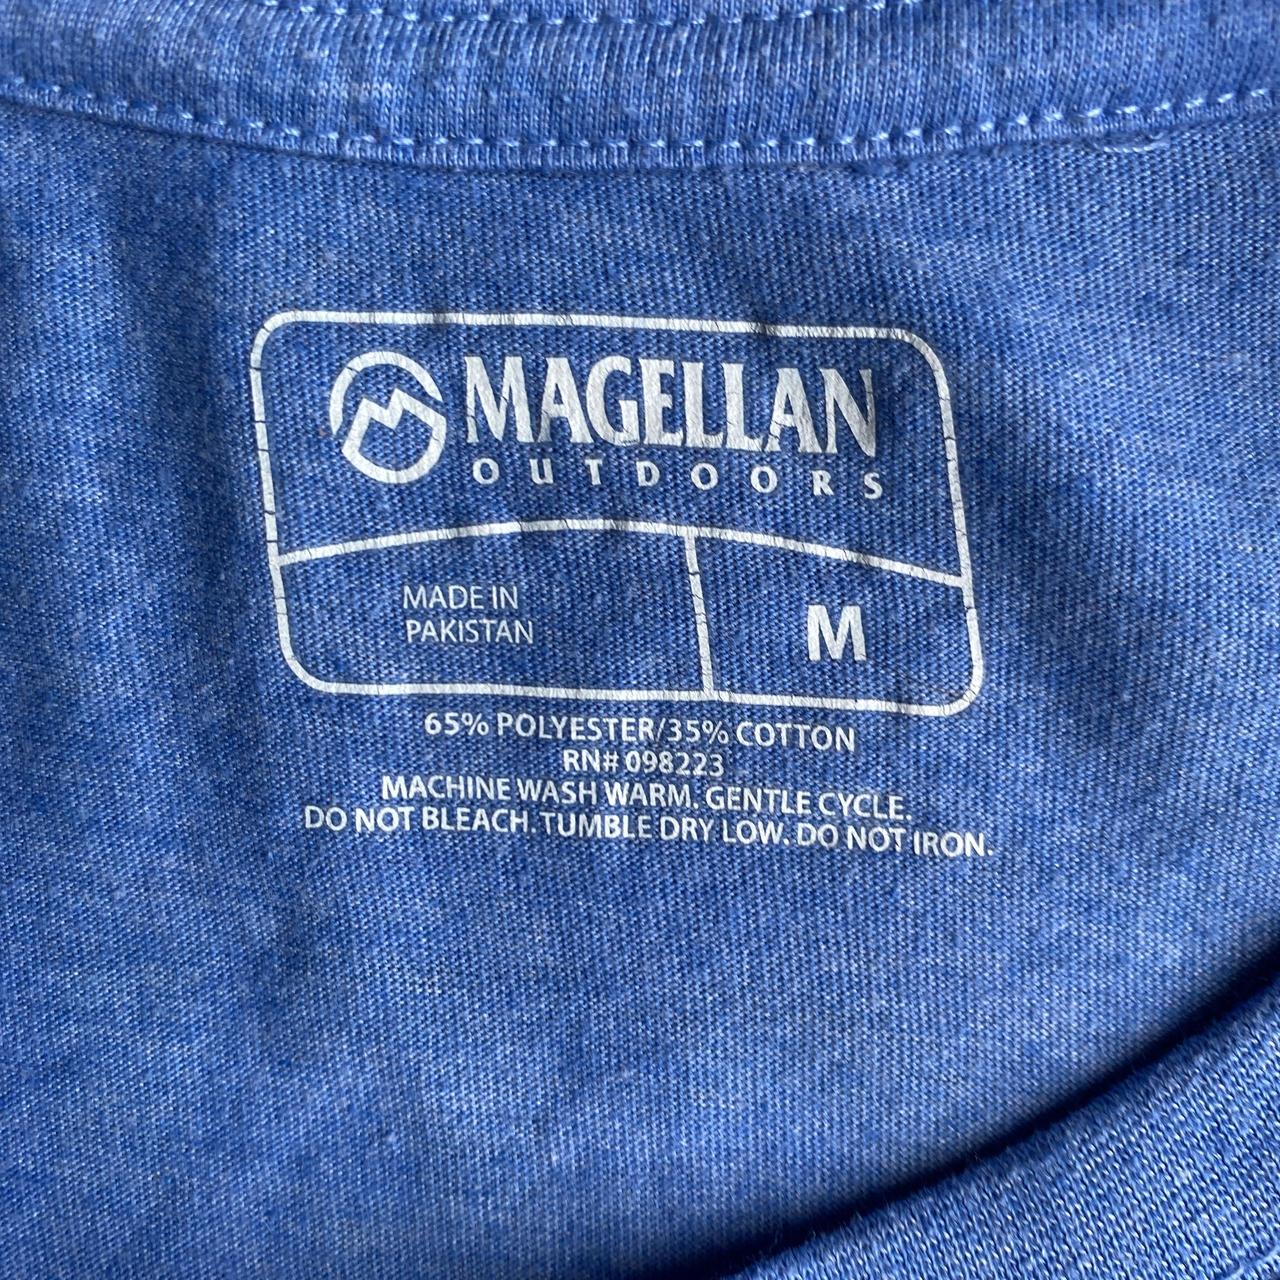 MAGELLAN
OUTDOORS
MADE IN
PAKISTAN
M
65% POLYESTER/35% COTTON
RN# 098223
MACHINE WASH WARM. GENTLE CYCLE.
DO NOT BLEACH. TUMBLE DRY LOW. DO NOT IRON.